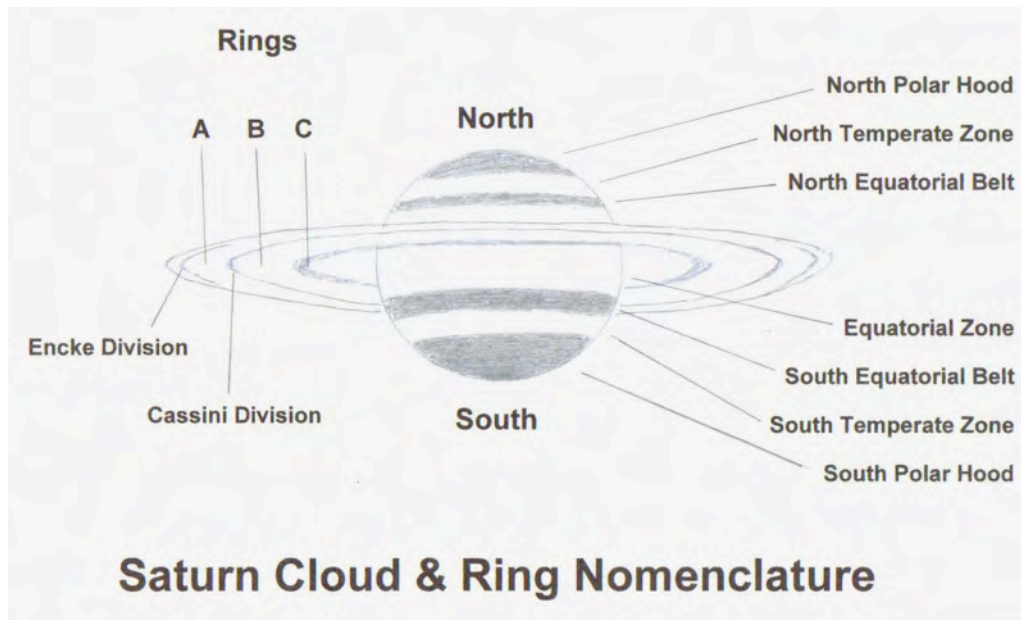 Rings
A
B
C
North
North Polar Hood
North Temperate Zone
North Equatorial Belt
Encke Division
Cassini Division
Equatorial Zone
South Equatorial Belt
South Temperate Zone
South Polar Hood
South
Saturn Cloud & Ring Nomenclature